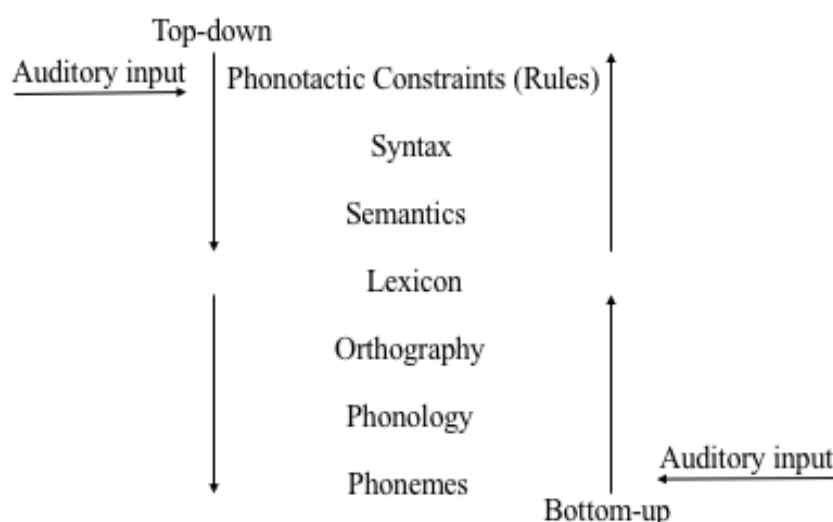 Top-down
Auditory input
Phonotactic Constraints (Rules)
Syntax
Semantics
Lexicon
Orthography
Phonology
Phonemes
Auditory input
Bottom-up